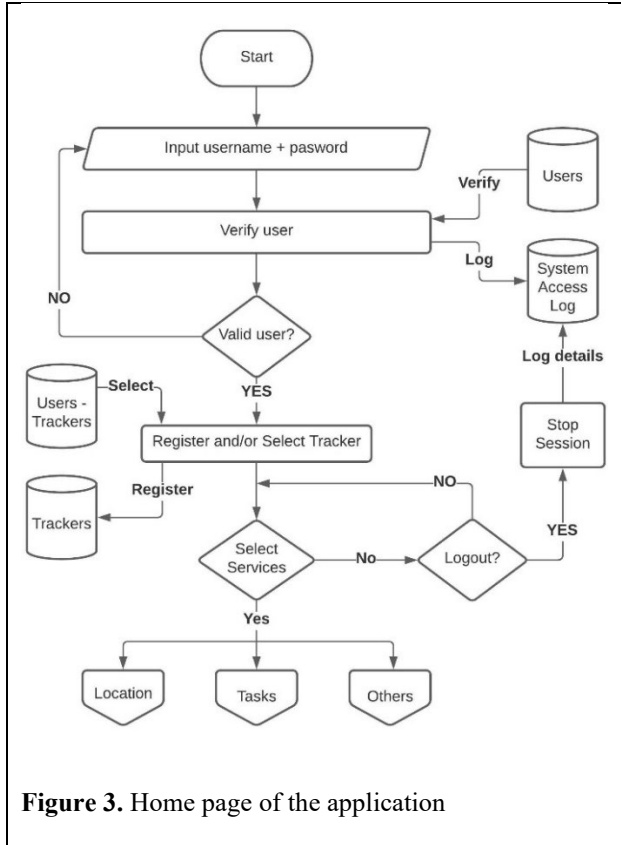 Start
Input username + pasword
Verify
Users
Verify user
Log
System
Access
Log
NO
Valid user?
Log details
Select
YES
Users -
Trackers
Stop
Session
Register and/or Select Tracker
Register
NO
Trackers
YES
Select
Services
No
Logout?
Yes
Location
Tasks
Others
Figure 3. Home page of the application